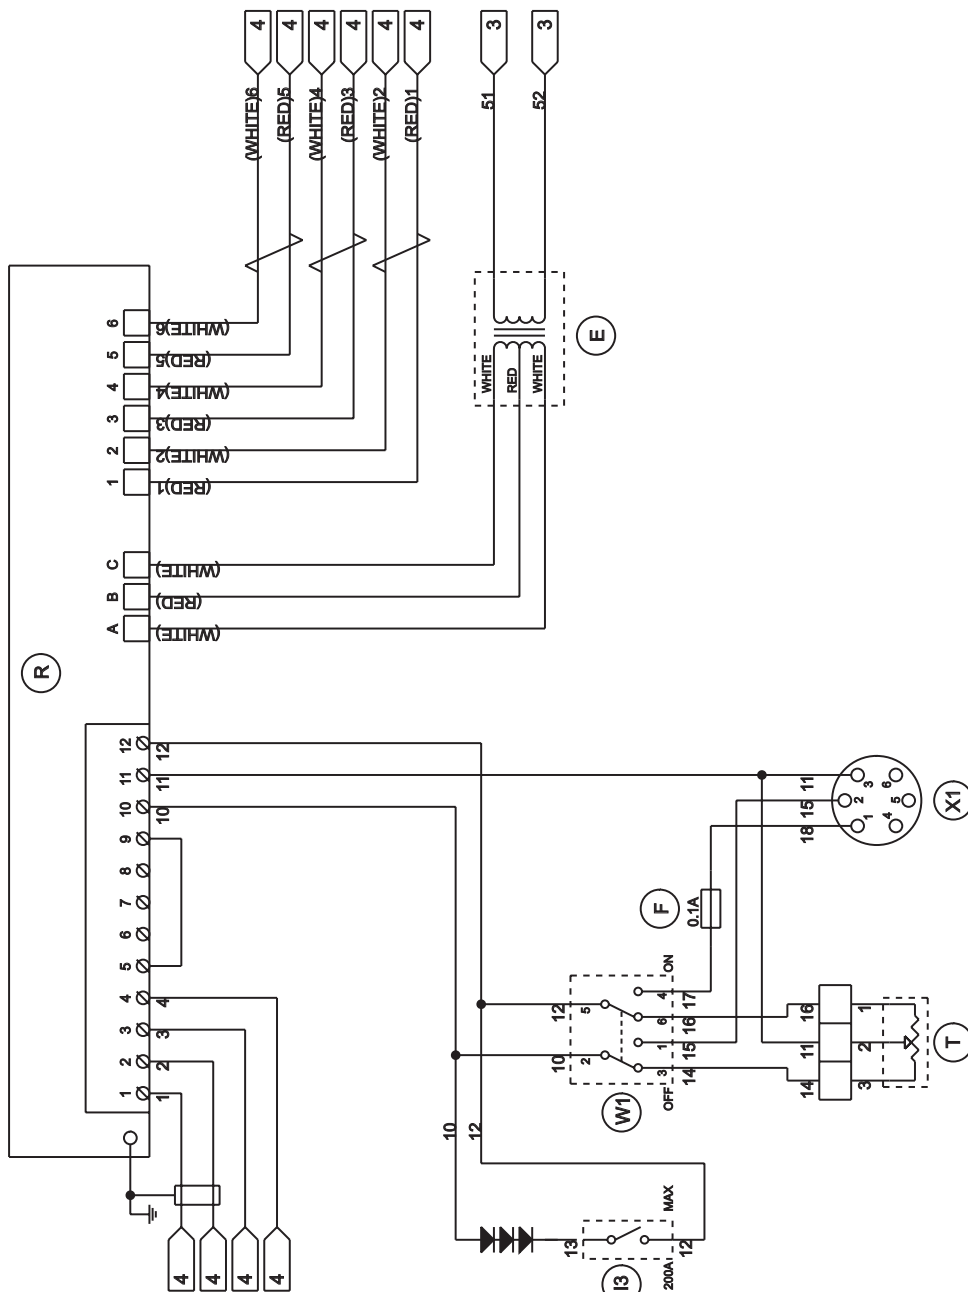 4
4
4
4
4
4
3
3
(WHITE)6
(RED)5
(WHITE)4
(RED)3
(WHITE)2
(RED)1
51
52
6
5
4
3
2
1
(WHITE)6
(RED)5
(WHITE)4
(RED)3
(WHITE)2
(RED)1
E
WHITE
RED
WHITE
C
B
A
(WHITE)
(RED)
(WHITE)
R
12
11
10
9
8
7
6
5
4
3
2
1
12
11
10
4
3
2
1
11
15
18
3
2
1
6
5
4
X1
F
0.1A
ON
12
10
5
2
4
6
1
3
17
16
15
14
OFF
W1
16
11
14
1
2
3
T
10
12
13
12
MAX
200A
I3
4
4
4
4